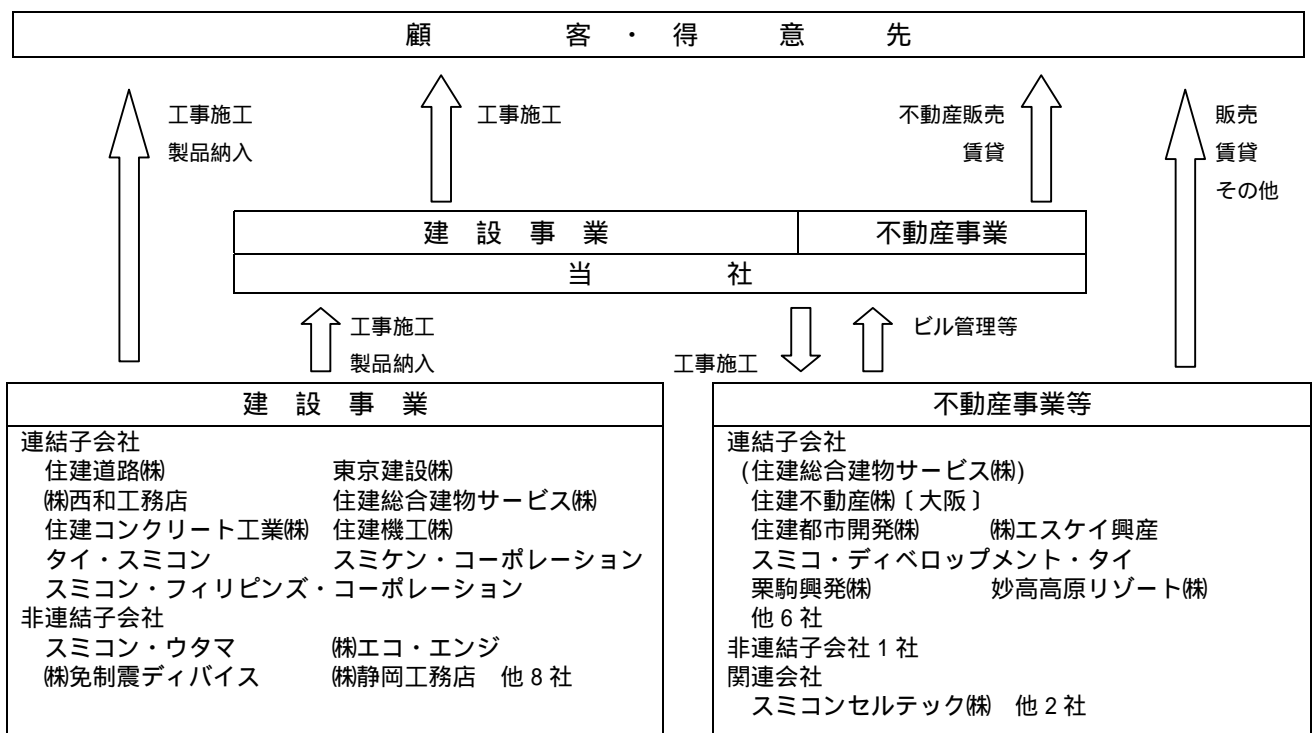 顧客・得意先
工事施工
製品納入
工事施工
不動産販売
賃貸
販売
賃貸
その他
建設事業 不動産事業
当社
工事施工
製品納入
工事施工
ビル管理等
建設事業
連結子会社
住建道路㈱ 東京建設㈱
㈱西和工務店 住建総合建物サービス㈱
住建コンクリート工業㈱ 住建機工㈱
タイ・スミコン スミケン・コーポレーション
スミコン・フィリピンズ・コーポレーション
非連結子会社
スミコン・ウタマ ㈱エコ・エンジ
㈱免制震ディバイス ㈱静岡工務店 他8社
不動産事業等
連結子会社
(住建総合建物サービス㈱)
住建不動産㈱〔大阪〕
住建都市開発㈱ ㈱エスケイ興産
スミコ・ディベロップメント・タイ
栗駒興発㈱ 妙高高原リゾート㈱
他6社
非連結子会社1社
関連会社
スミコンセルテック㈱ 他2社